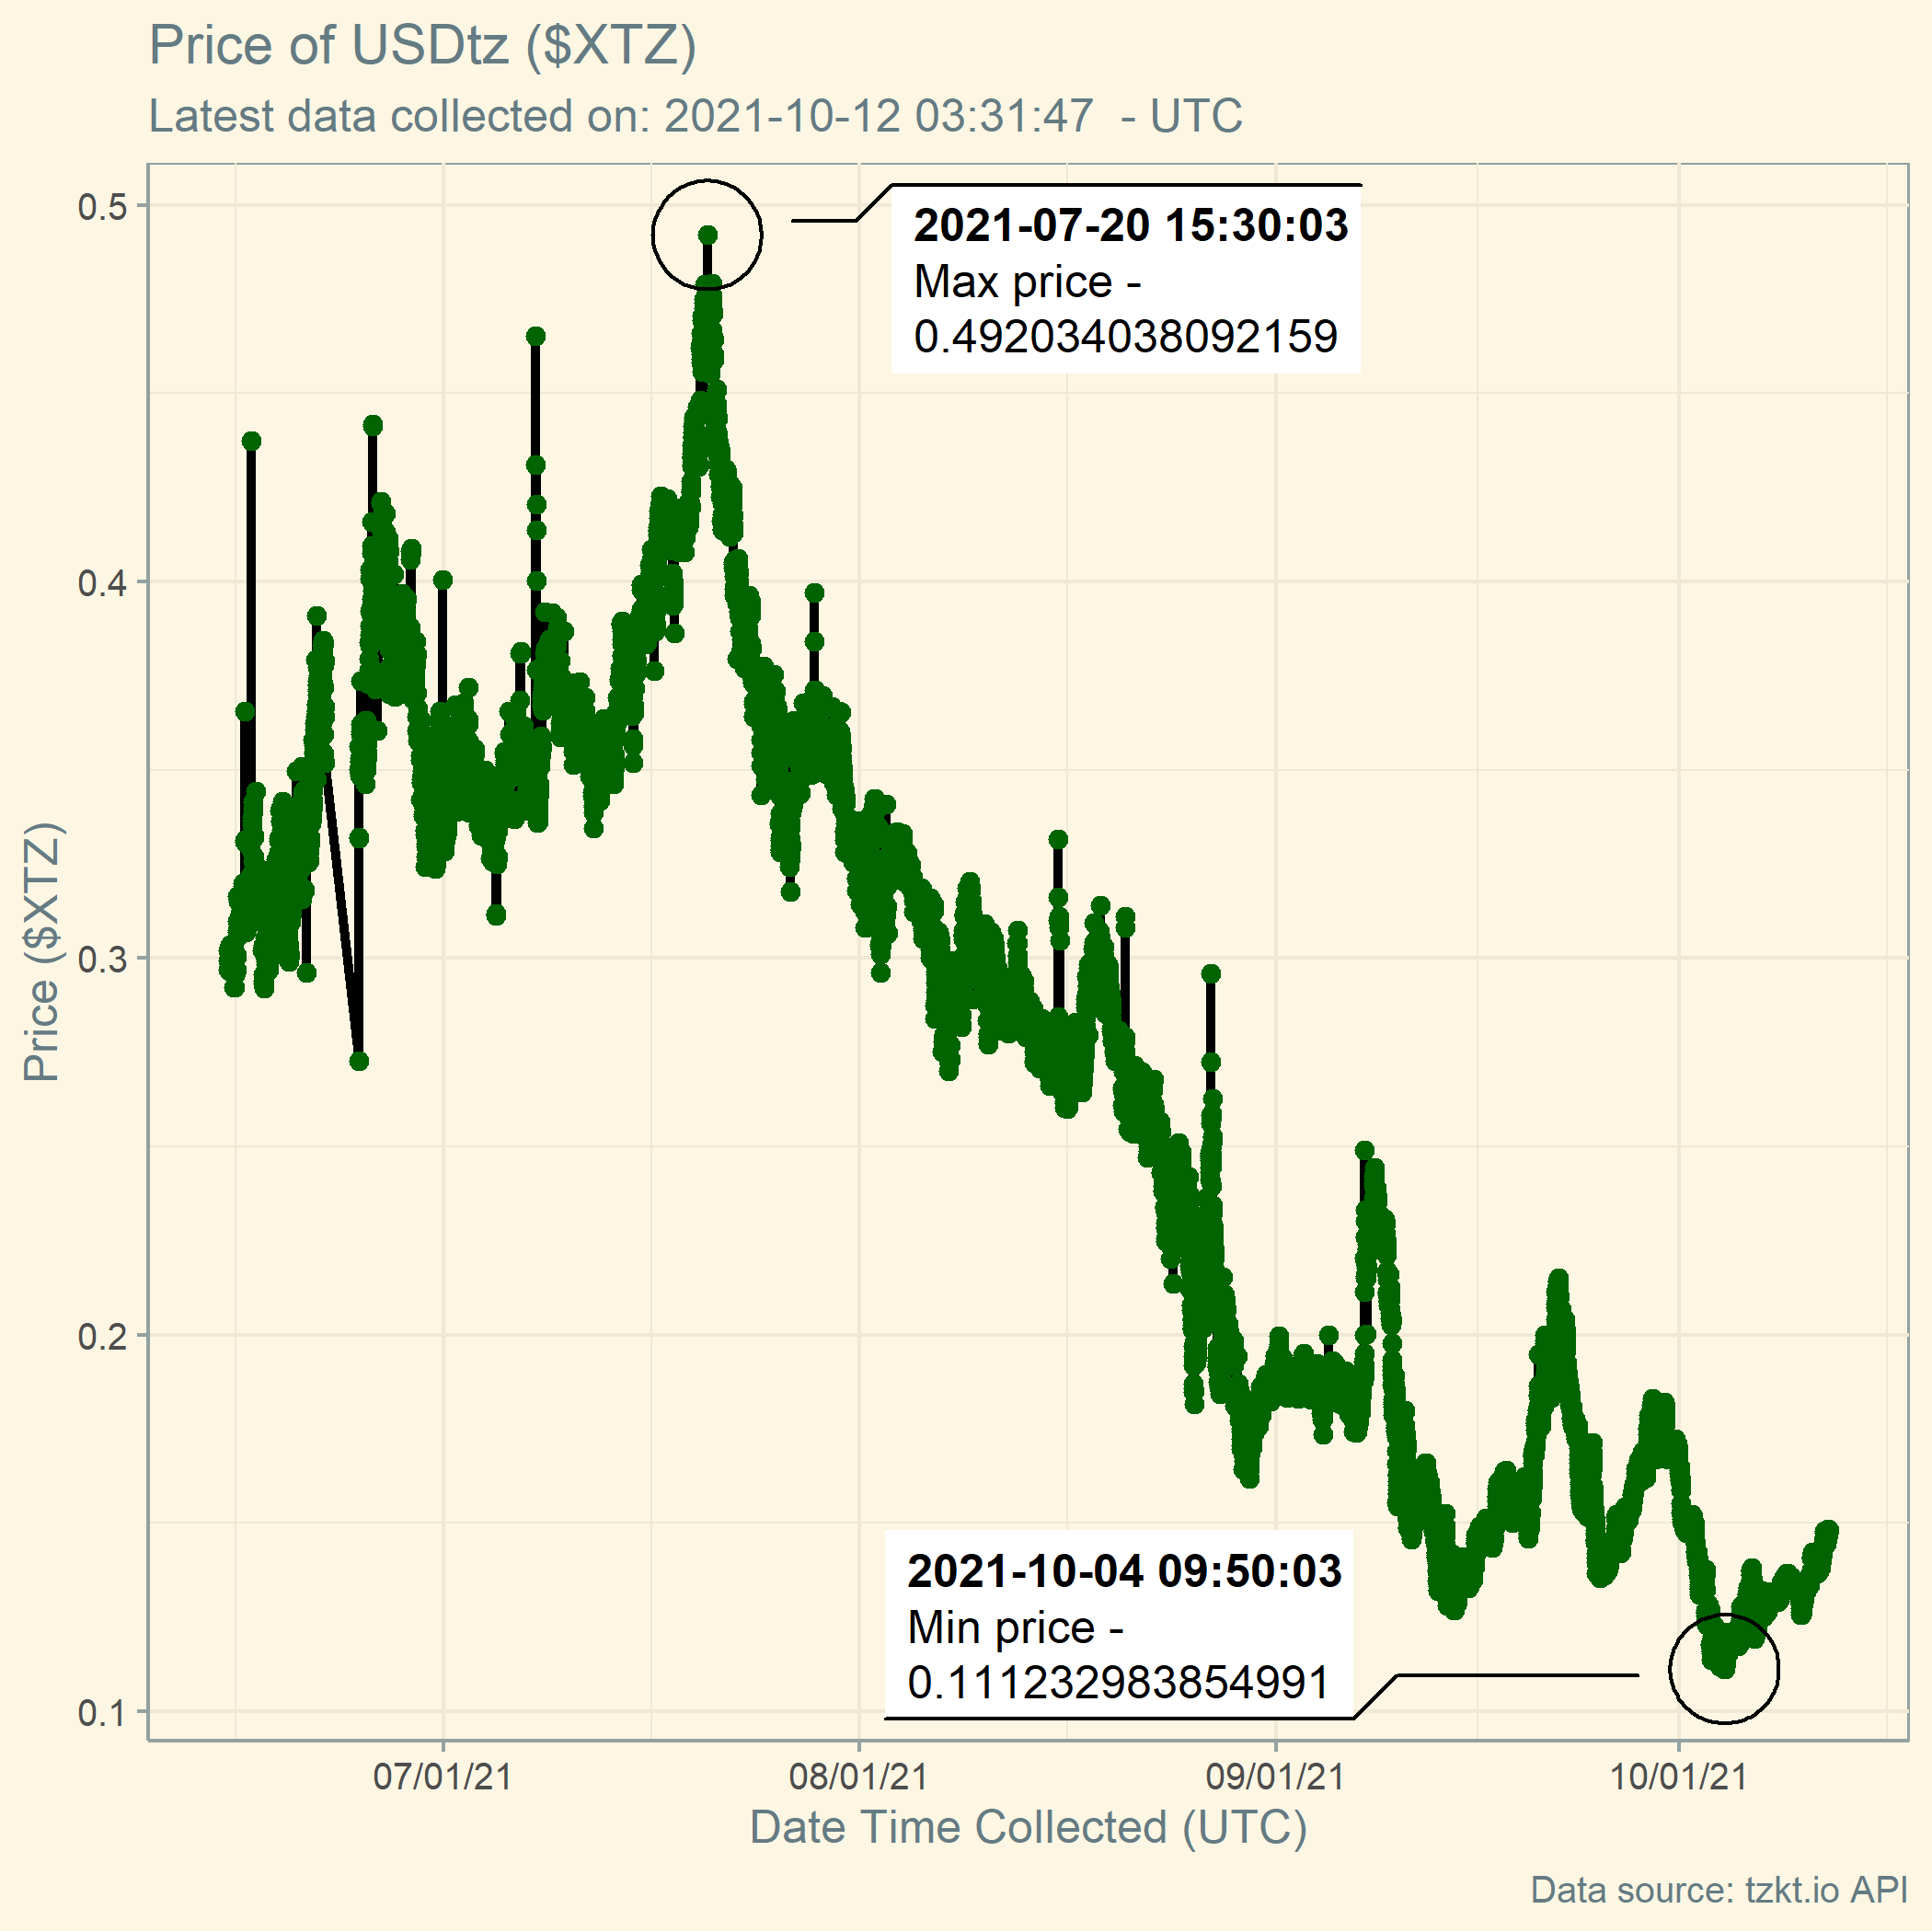 Price of USDtz ($XTZ)
Latest data collected on: 2021-10-12 03:31:47  - UTC
0.5
0.4
0.3
0.2
0.1
Price ($XTZ)
2021-07-20 15:30:03
Max price -
0.492034038092159
2021-10-04 09:50:03
Min price -
0.111232983854991
07/01/21
08/01/21
09/01/21
10/01/21
Date Time Collected (UTC)
Data source: tzkt.io API